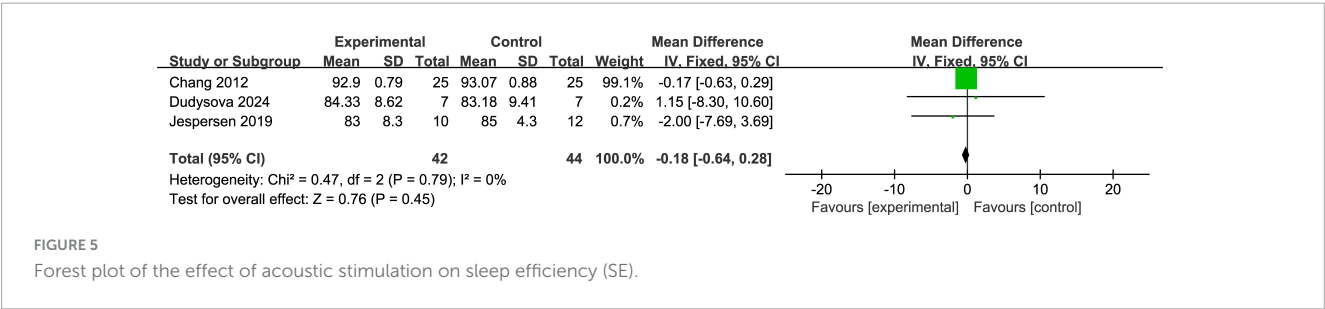 Experimental Control Mean Difference Mean Difference
Study or Subgroup Mean SD Total Mean SD Total Weight IV, Fixed, 95% CI IV, Fixed, 95% CI
Chang 2012 92.9 0.79 25 93.07 0.88 25 99.1% -0.17 [-0.63, 0.29]
Dudysova 2024 84.33 8.62 7 83.18 9.41 7 0.2% 1.15 [-8.30, 10.60]
Jespersen 2019 83 8.3 10 85 4.3 12 0.7% -2.00 [-7.69, 3.69]
Total (95% CI) 42 44 100.0% -0.18 [-0.64, 0.28]
Heterogeneity: Chi² = 0.47, df = 2 (P = 0.79); I² = 0%
Test for overall effect: Z = 0.76 (P = 0.45)
-20 -10 0 10 20
Favours [experimental] Favours [control]
FIGURE 5
Forest plot of the effect of acoustic stimulation on sleep efficiency (SE).